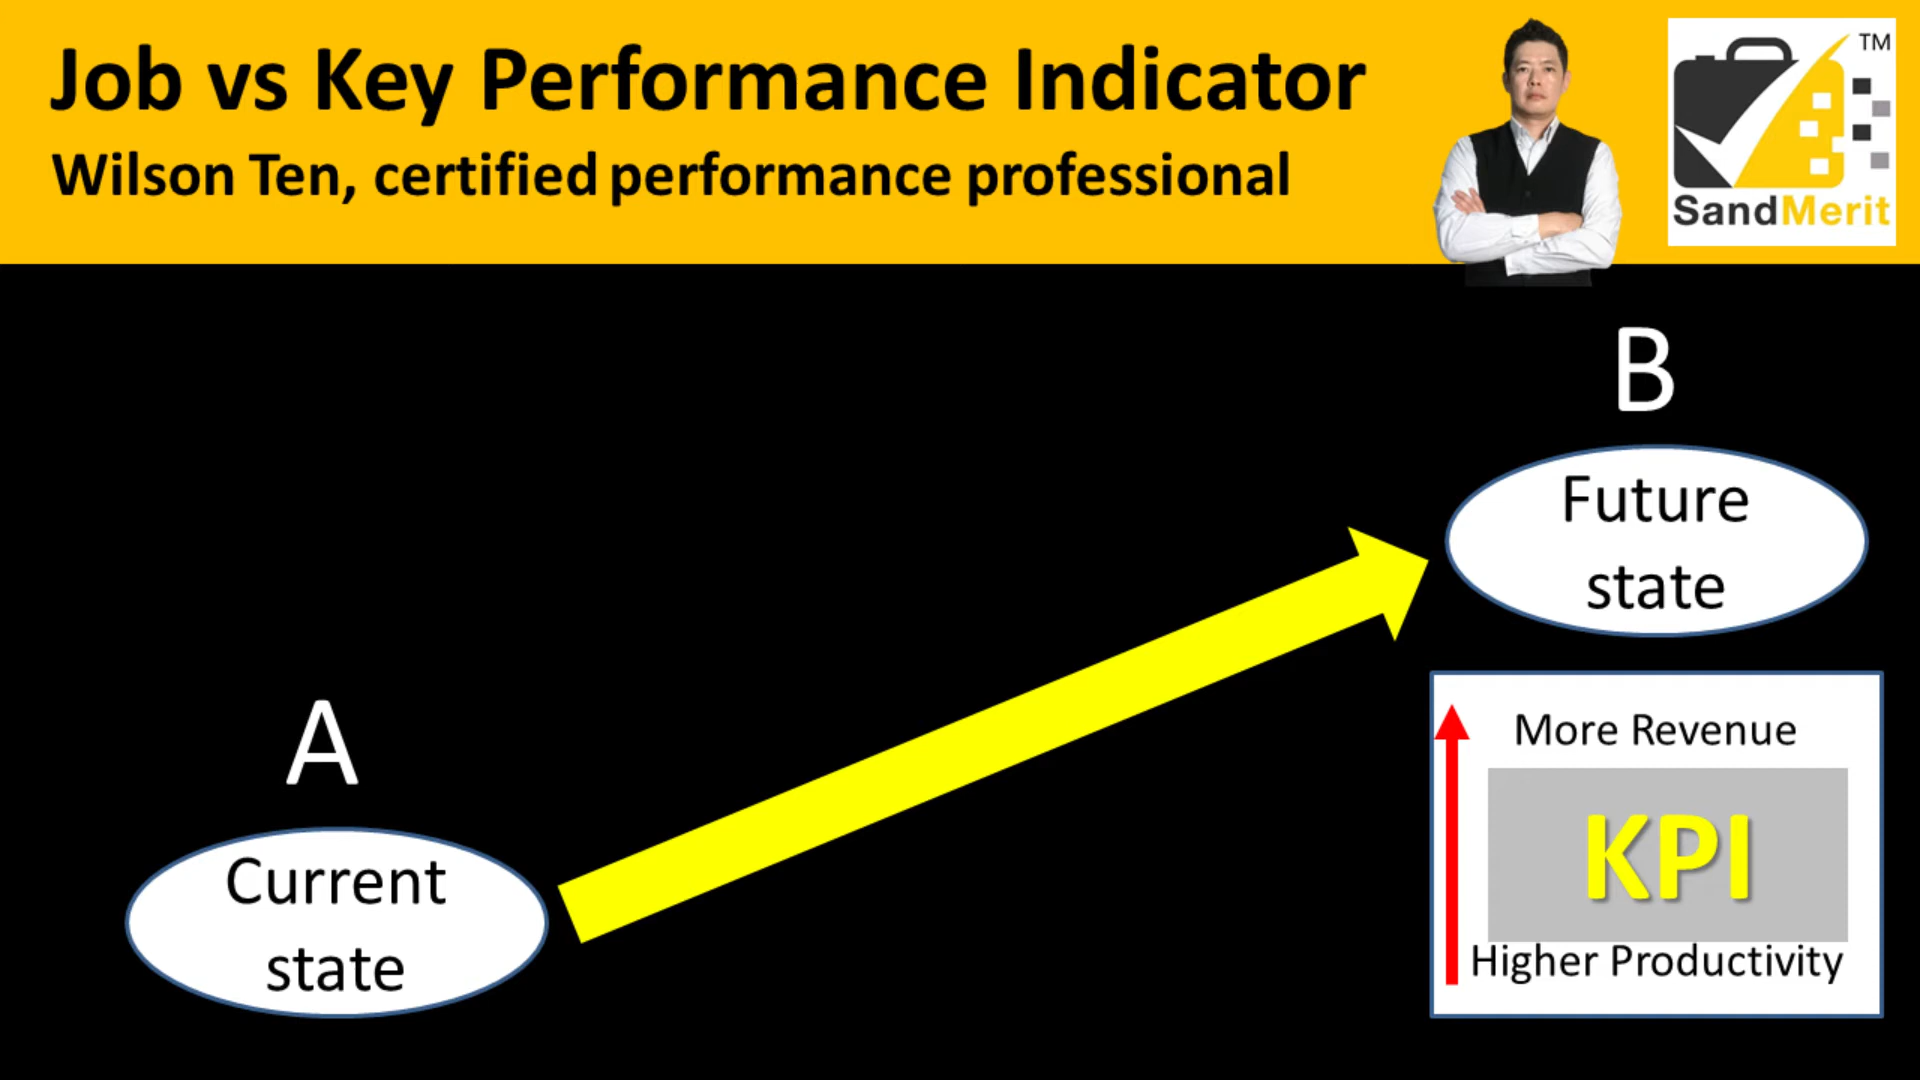 Job vs Key Performance Indicator
Wilson Ten, certified performance professional
TM
SandMerit
B
Future
state
A
Current
state
More Revenue
KPI
Higher Productivity